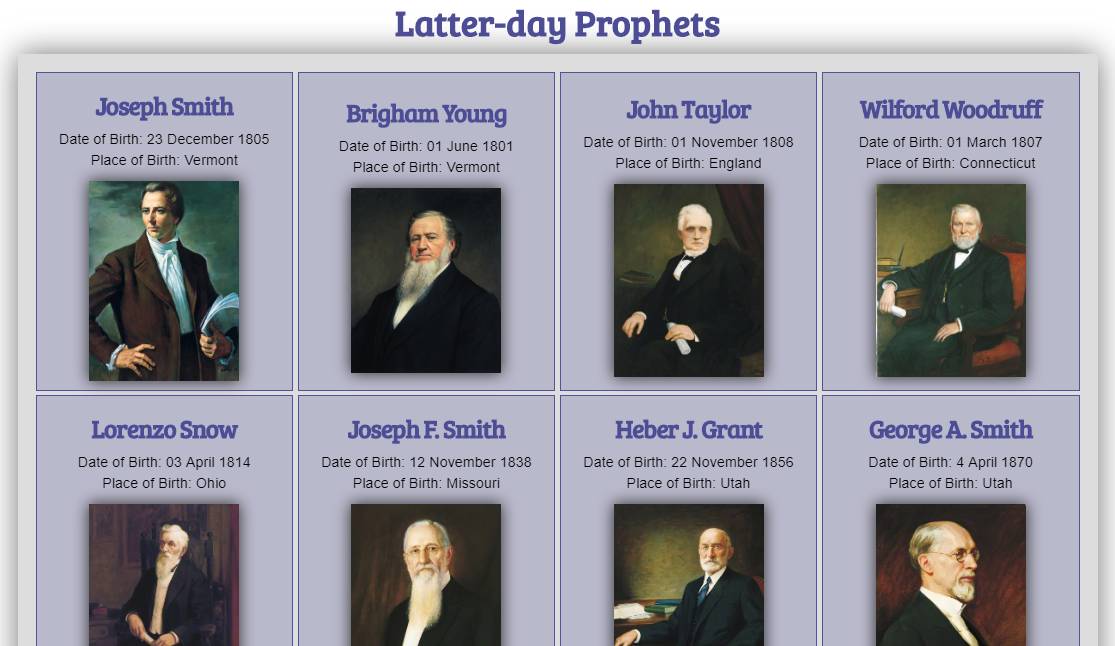 Latter-day Prophets
Joseph Smith
Date of Birth: 23 December 1805
Place of Birth: Vermont
Brigham Young
Date of Birth: 01 June 1801
Place of Birth: Vermont
John Taylor
Date of Birth: 01 November 1808
Place of Birth: England
Wilford Woodruff
Date of Birth: 01 March 1807
Place of Birth: Connecticut
Lorenzo Snow
Date of Birth: 03 April 1814
Place of Birth: Ohio
Joseph F. Smith
Date of Birth: 12 November 1838
Place of Birth: Missouri
Heber J. Grant
Date of Birth: 22 November 1856
Place of Birth: Utah
George A. Smith
Date of Birth: 4 April 1870
Place of Birth: Utah